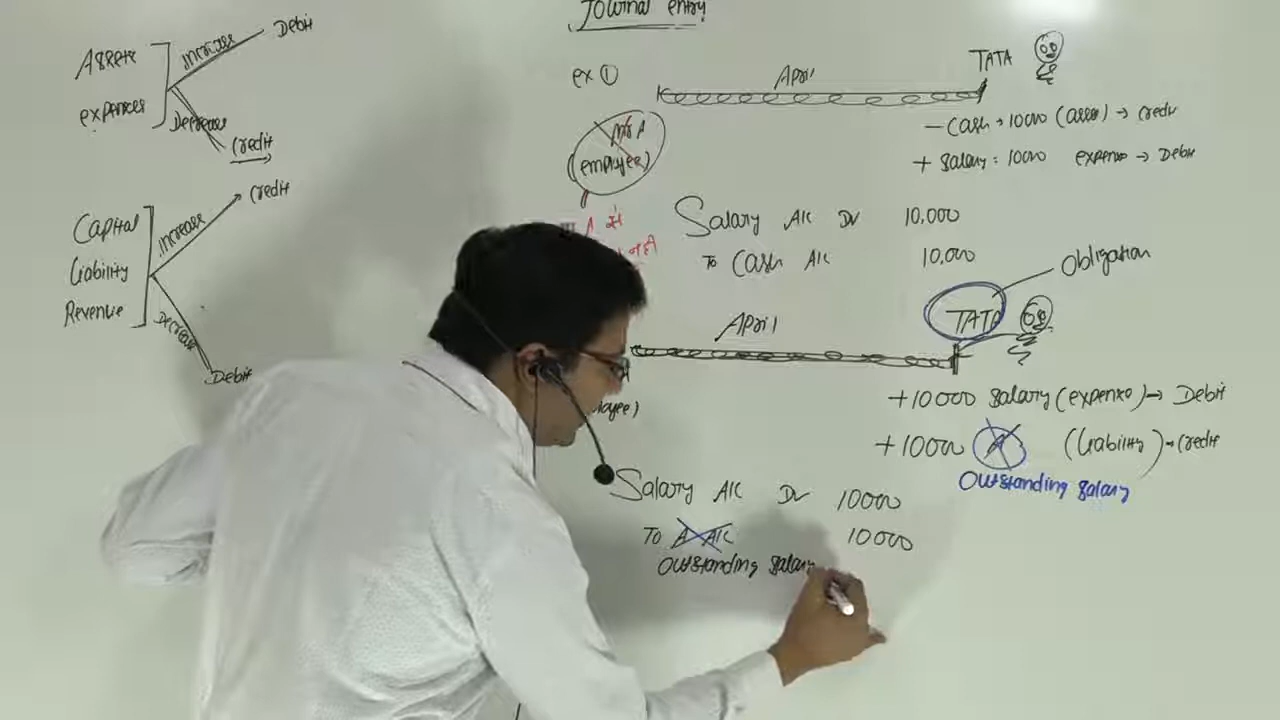 Journal entry
Assets
expenses
increase
Debit
Decrease
credit
Capital
Liability
Revenue
increase
credit
Decrease
Debit
ex ①
April
TATA
Mr A
(employee)
- Cash → 10000 (asset) → credit
+ Salary = 10000 expense → Debit
Salary A/C Dr 10,000
To Cash A/C 10,000
Obligation
April
TATA
+10000 salary (expense) → Debit
+10000 A (Liability) → credit
Outstanding salary
Salary A/C Dr 10000
To A A/C 10000
Outstanding salary